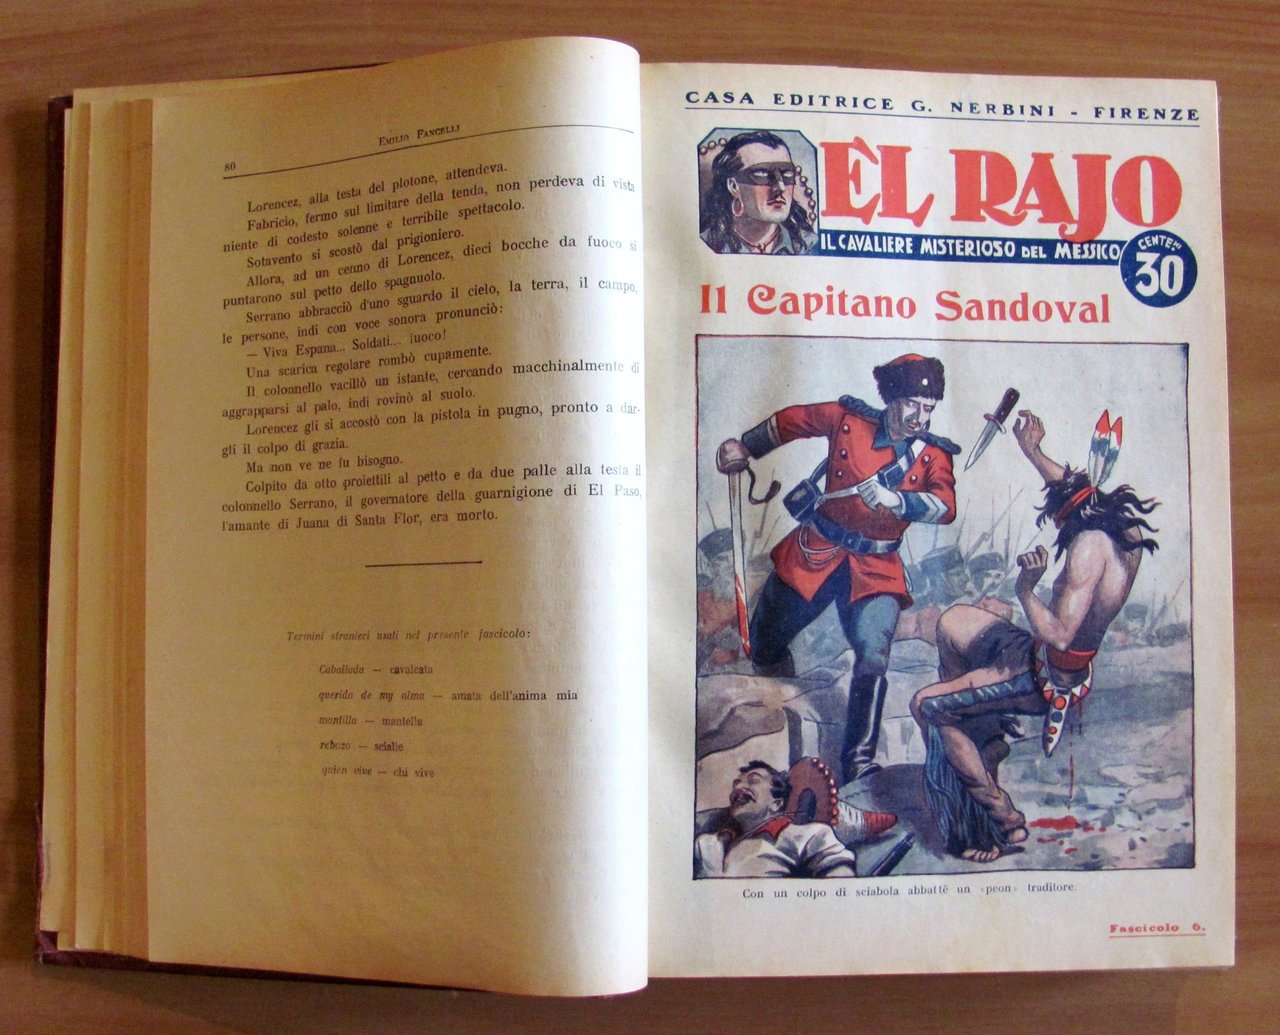 80
EMILIO FANCELLI
Lorencez, alla testa del plotone, attendeva.
Fabricio, fermo sul limitare della tenda, non perdeva di vista
niente di codesto solenne e terribile spettacolo.
Sotavento si scostò dal prigioniero.
Allora, ad un cenno di Lorencez, dieci bocche da fuoco si
puntarono sul petto dello spagnuolo.
Serrano abbracciò d'uno sguardo il cielo, la terra, il campo,
le persone, indi con voce sonora pronunciò:
— Viva Espana... Soldati... fuoco!
Una scarica regolare rombò cupamente.
Il colonnello vacillò un istante, cercando macchinalmente di
aggrapparsi al palo, indi rovinò al suolo.
Lorencez gli si accostò con la pistola in pugno, pronto a dar-
gli il colpo di grazia.
Ma non ve ne fu bisogno.
Colpito da otto proiettili al petto e da due palle alla testa il
colonnello Serrano, il governatore della guarnigione di El Paso,
l'amante di Juana di Santa Flor, era morto.
Termini stranieri usati nel presente fascicolo:
Caballada — cavalcata
querida de my alma — amata dell'anima mia
mantilla — mantella
rebozo — scialle
quien vive — chi vive
CASA EDITRICE G. NERBINI - FIRENZE
EL RAJO
IL CAVALIERE MISTERIOSO DEL MESSICO
CENTE.MI
30
Il Capitano Sandoval
Con un colpo di sciabola abbatté un «peon» traditore.
Fascicolo 6.